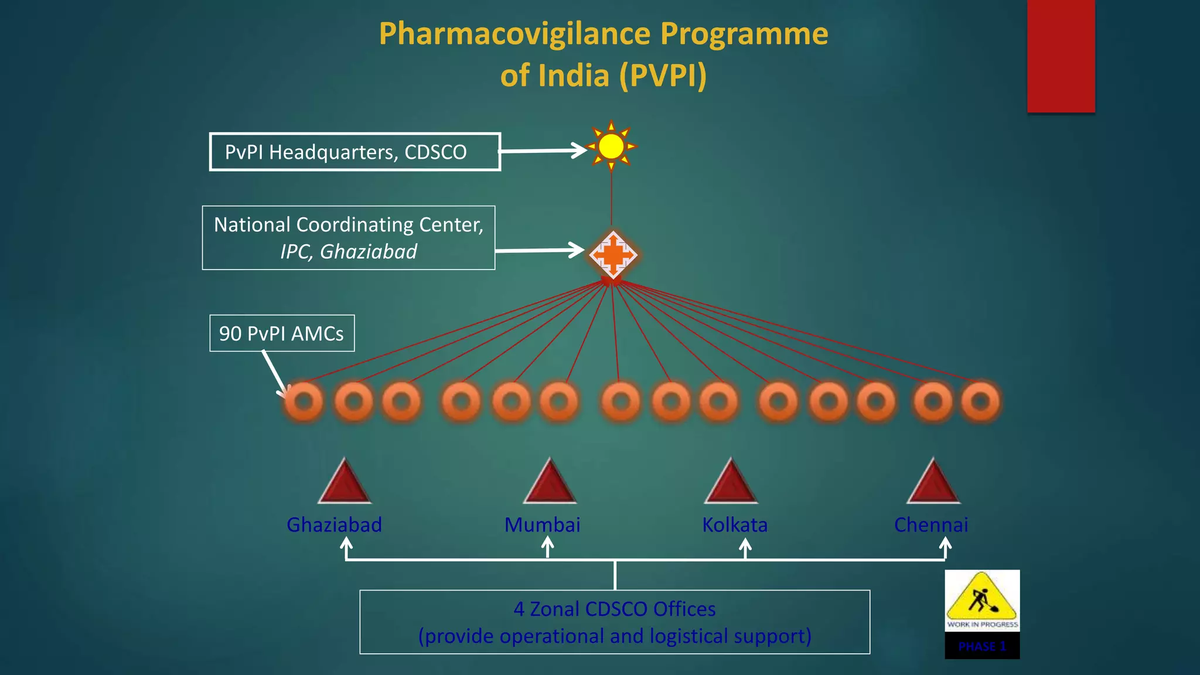 Pharmacovigilance Programme
of India (PVPI)
PvPI Headquarters, CDSCO
National Coordinating Center,
IPC, Ghaziabad
90 PvPI AMCs
Ghaziabad
Mumbai
Kolkata
Chennai
4 Zonal CDSCO Offices
(provide operational and logistical support)
WORK IN PROGRESS
PHASE 1